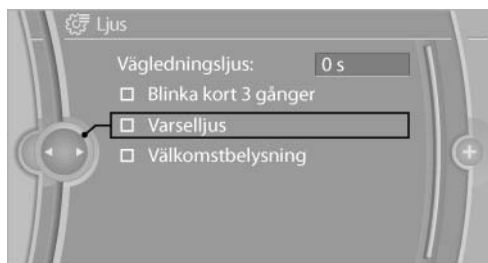 Ljus
Vägledningsljus: 0 s
Blinka kort 3 gånger
Varselljus
Välkomstbelysning